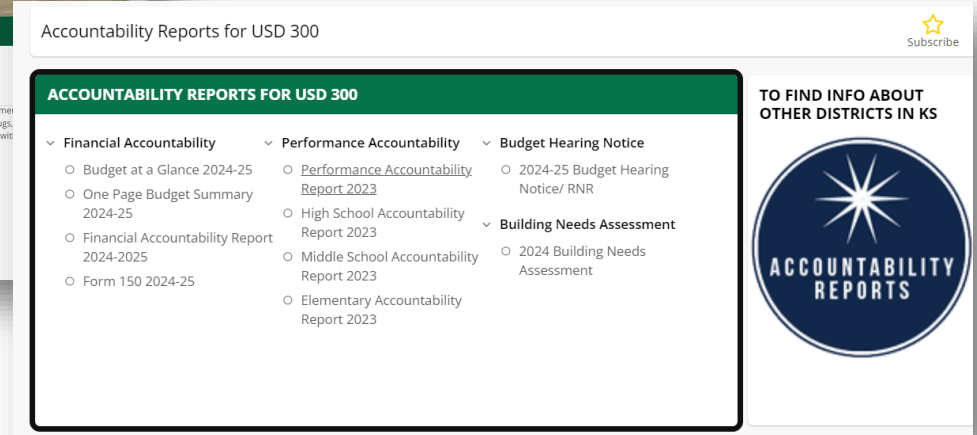 Accountability Reports for USD 300
Subscribe
ACCOUNTABILITY REPORTS FOR USD 300
Financial Accountability
Budget at a Glance 2024-25
One Page Budget Summary
2024-25
Financial Accountability Report
2024-2025
Form 150 2024-25
Performance Accountability
Performance Accountability
Report 2023
High School Accountability
Report 2023
Middle School Accountability
Report 2023
Elementary Accountability
Report 2023
Budget Hearing Notice
2024-25 Budget Hearing
Notice/ RNR
Building Needs Assessment
2024 Building Needs
Assessment
TO FIND INFO ABOUT
OTHER DISTRICTS IN KS
ACCOUNTABILITY
REPORTS